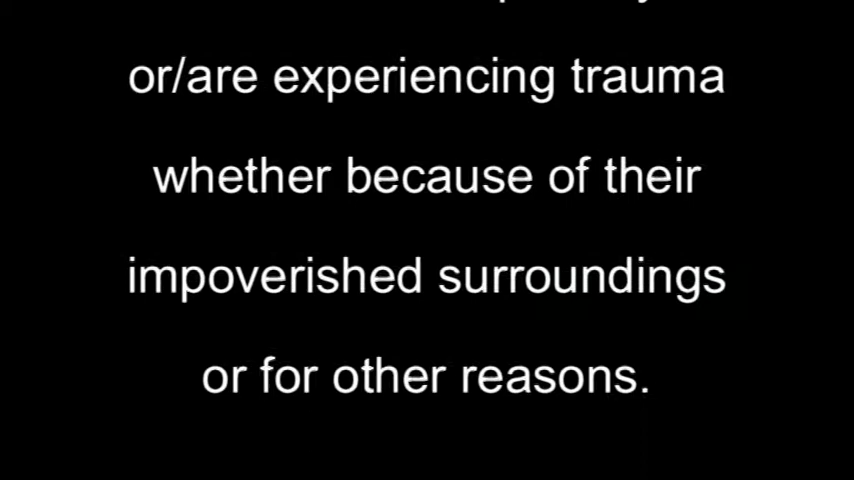 or/are experiencing trauma
whether because of their
impoverished surroundings
or for other reasons.